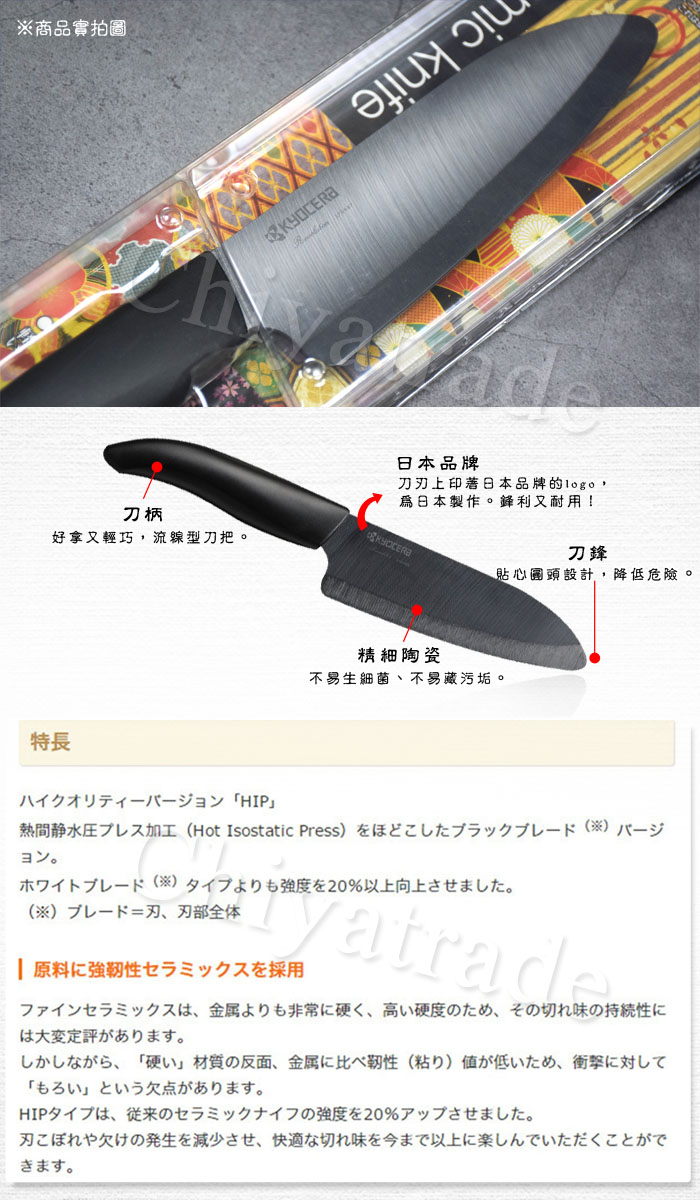 ※商品實拍圖
mic knife
KYOCERA
Chiyatrade
日本品牌
刀刃上印著日本品牌的logo，
為日本製作。鋒利又耐用！
刀柄
好拿又輕巧，流線型刀把。
KYOCERA
刀鋒
貼心圓頭設計，降低危險。
精細陶瓷
不易生細菌、不易藏污垢。
特長
ハイクオリティーバージョン「HIP」
熱間静水圧プレス加工（Hot Isostatic Press）をほどこしたブラックブレード（※）バージ
ョン。
ホワイトブレード（※）タイプよりも強度を20%以上向上させました。
（※）ブレード＝刃、刃部全体
Chiyatrade
原料に強靭性セラミックスを採用
ファインセラミックスは、金属よりも非常に硬く、高い硬度のため、その切れ味の持続性に
は大変定評があります。
しかしながら、「硬い」材質の反面、金属に比べ靭性（粘り）値が低いため、衝撃に対して
「もろい」という欠点があります。
HIPタイプは、従来のセラミックナイフの強度を20%アップさせました。
刃こぼれや欠けの発生を減少させ、快適な切れ味を今まで以上に楽しんでいただくことがで
きます。